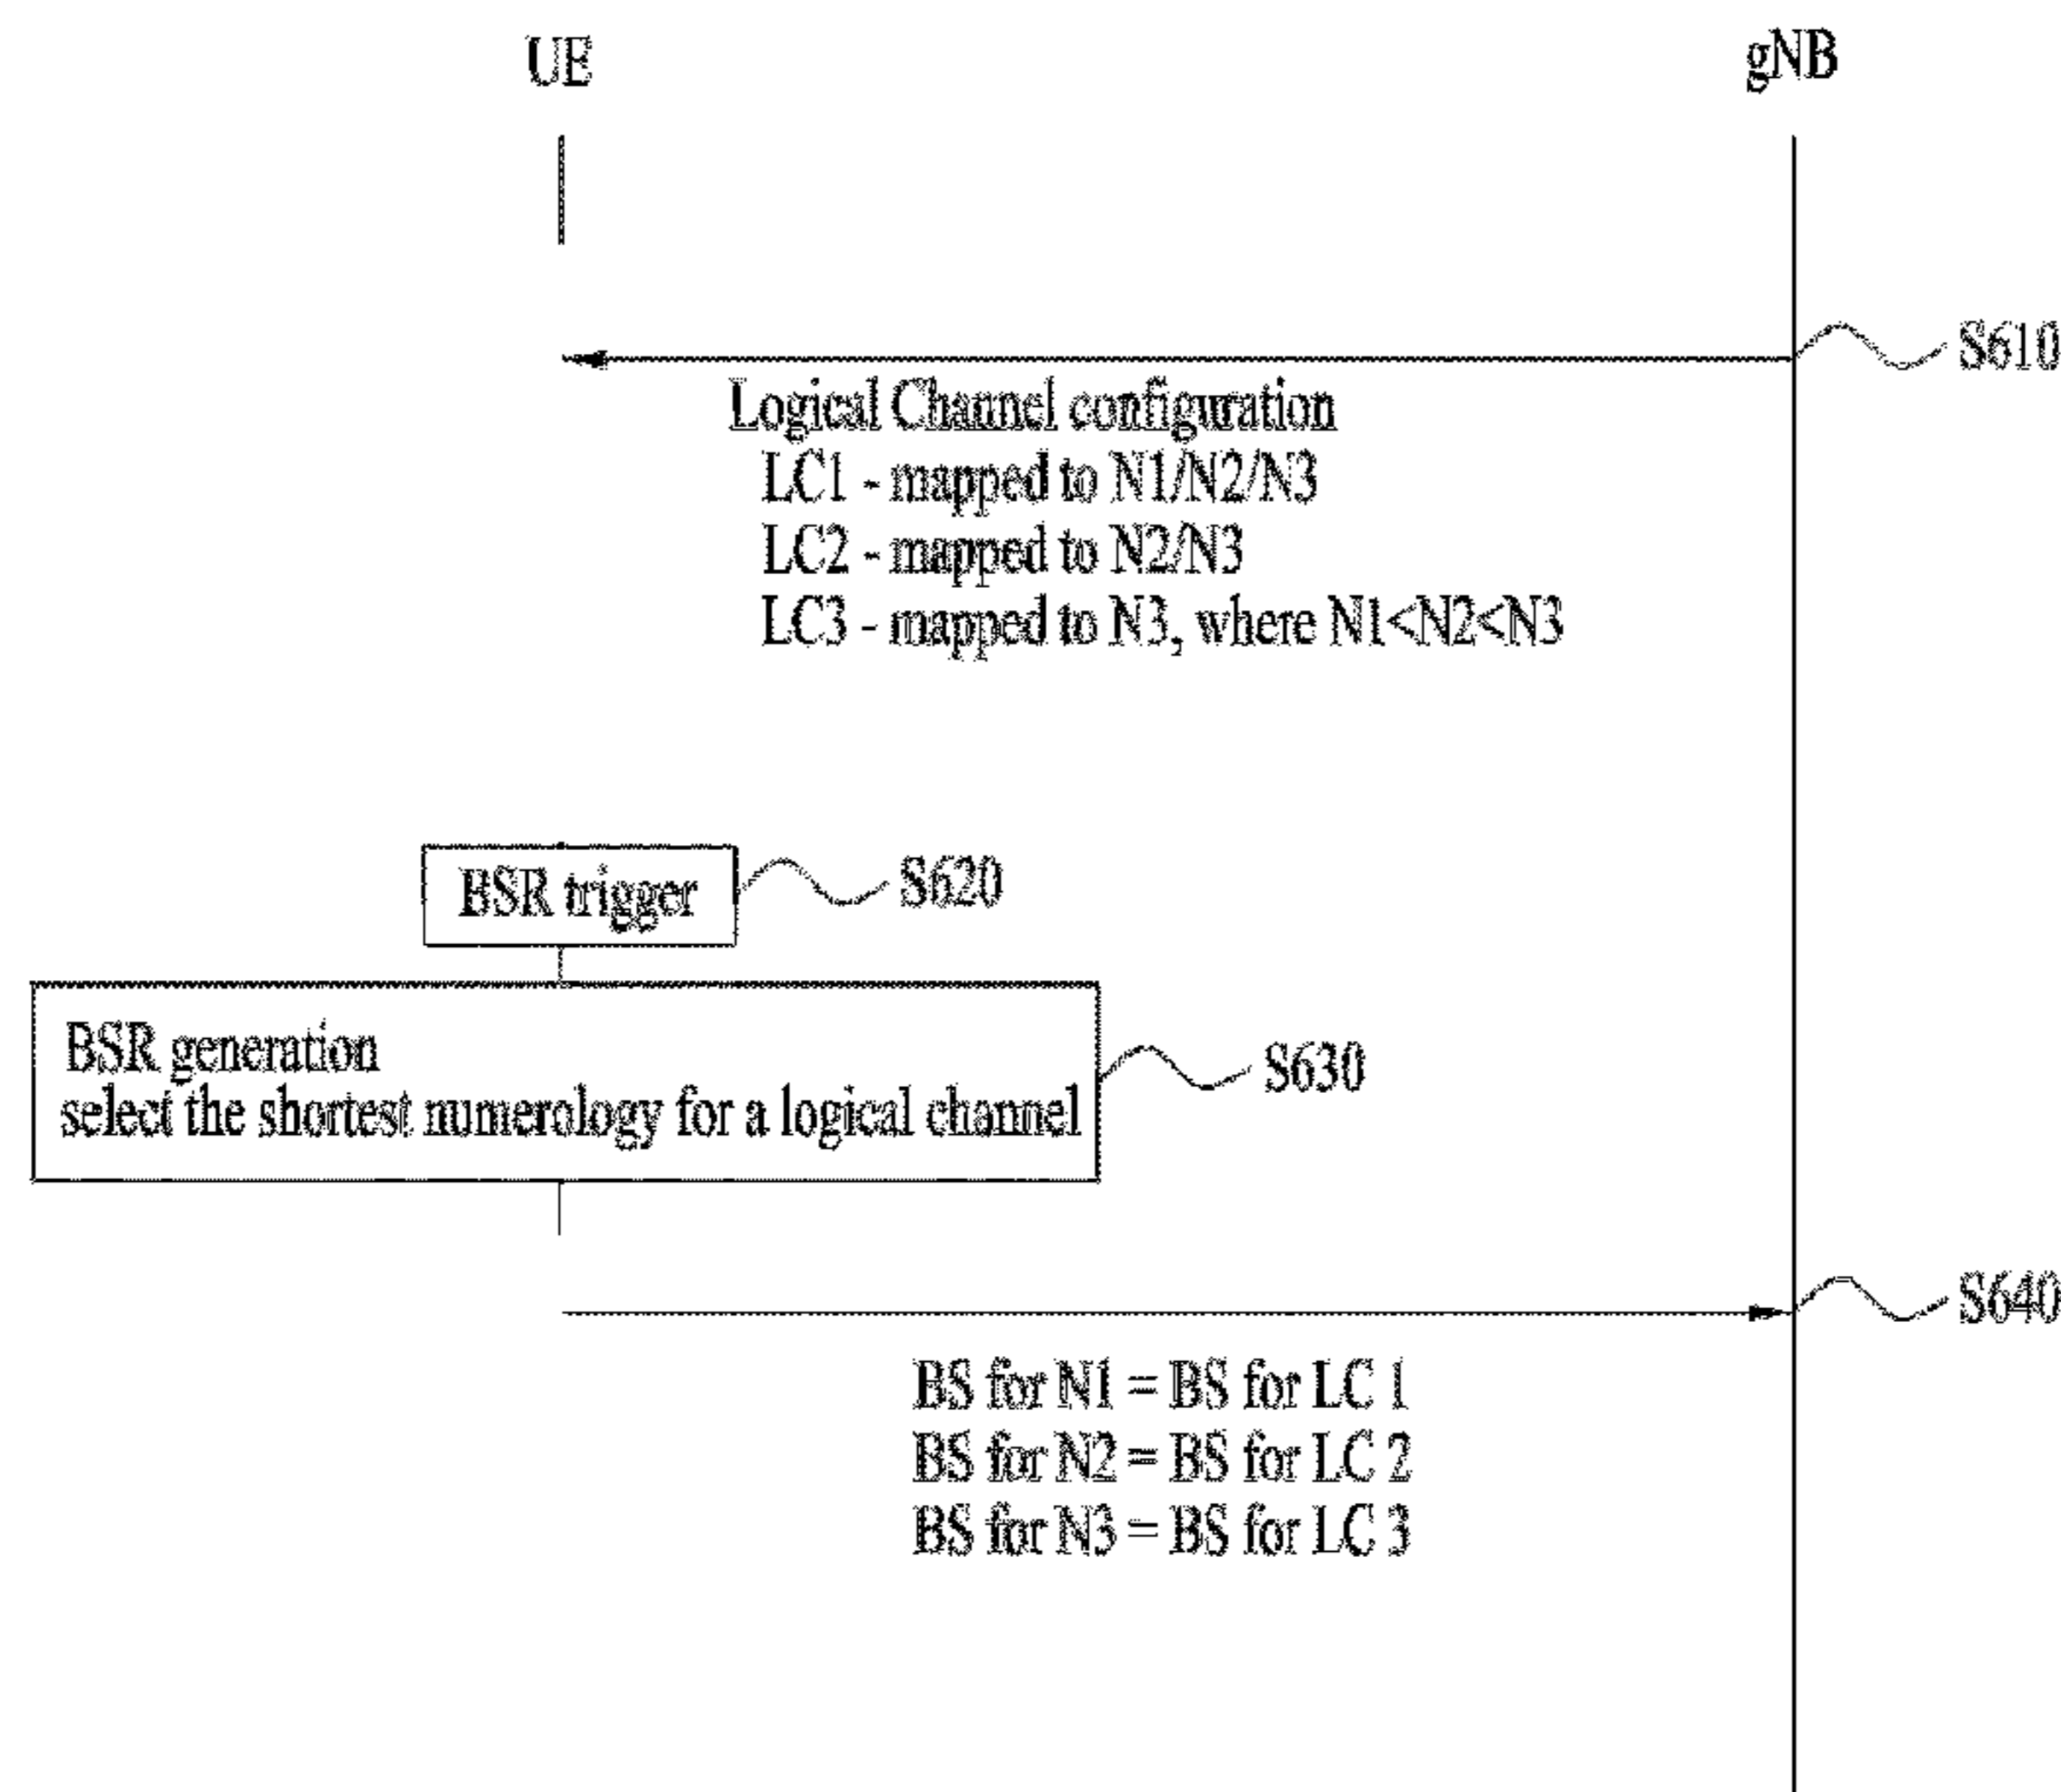 UE
gNB
S610
Logical Channel configuration
LC1 - mapped to N1/N2/N3
LC2 - mapped to N2/N3
LC3 - mapped to N3, where N1<N2<N3
BSR trigger
S620
BSR generation
select the shortest numerology for a logical channel
S630
S640
BS for N1 = BS for LC 1
BS for N2 = BS for LC 2
BS for N3 = BS for LC 3